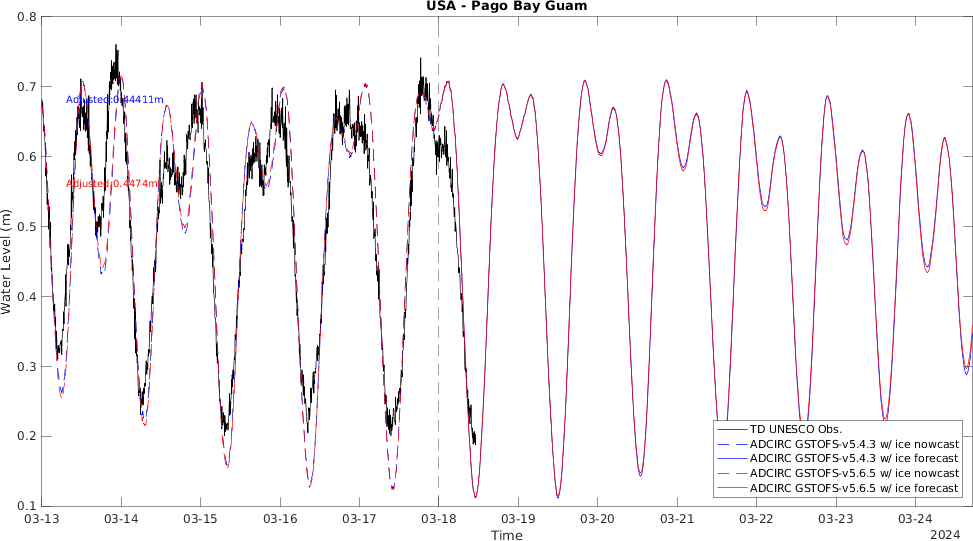 USA - Pago Bay Guam
0.8
0.7
0.6
0.5
0.4
0.3
0.2
0.1
Water Level (m)
Adjusted:0.44411m
Adjusted:0.4474m
TD UNESCO Obs.
ADCIRC GSTOFS-v5.4.3 w/ ice nowcast
ADCIRC GSTOFS-v5.4.3 w/ ice forecast
ADCIRC GSTOFS-v5.6.5 w/ ice nowcast
ADCIRC GSTOFS-v5.6.5 w/ ice forecast
03-13 03-14 03-15 03-16 03-17 03-18 03-19 03-20 03-21 03-22 03-23 03-24
Time
2024